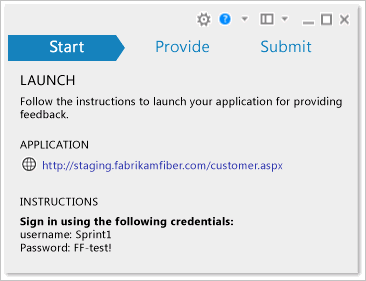 Start Provide Submit
LAUNCH
Follow the instructions to launch your application for providing
feedback.
APPLICATION
http://staging.fabrikamfiber.com/customer.aspx
INSTRUCTIONS
Sign in using the following credentials:
username: Sprint1
Password: FF-test!